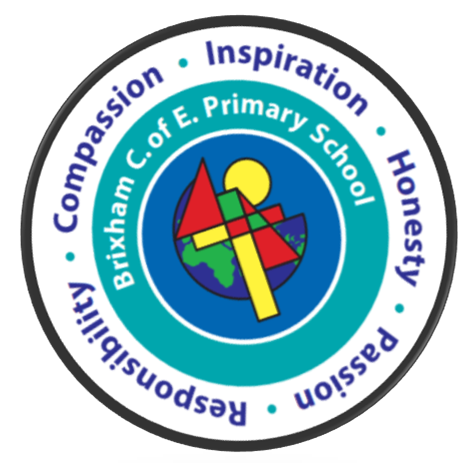 Compassion • Inspiration • Honesty • Passion • Responsibility •
Brixham C. of E. Primary School